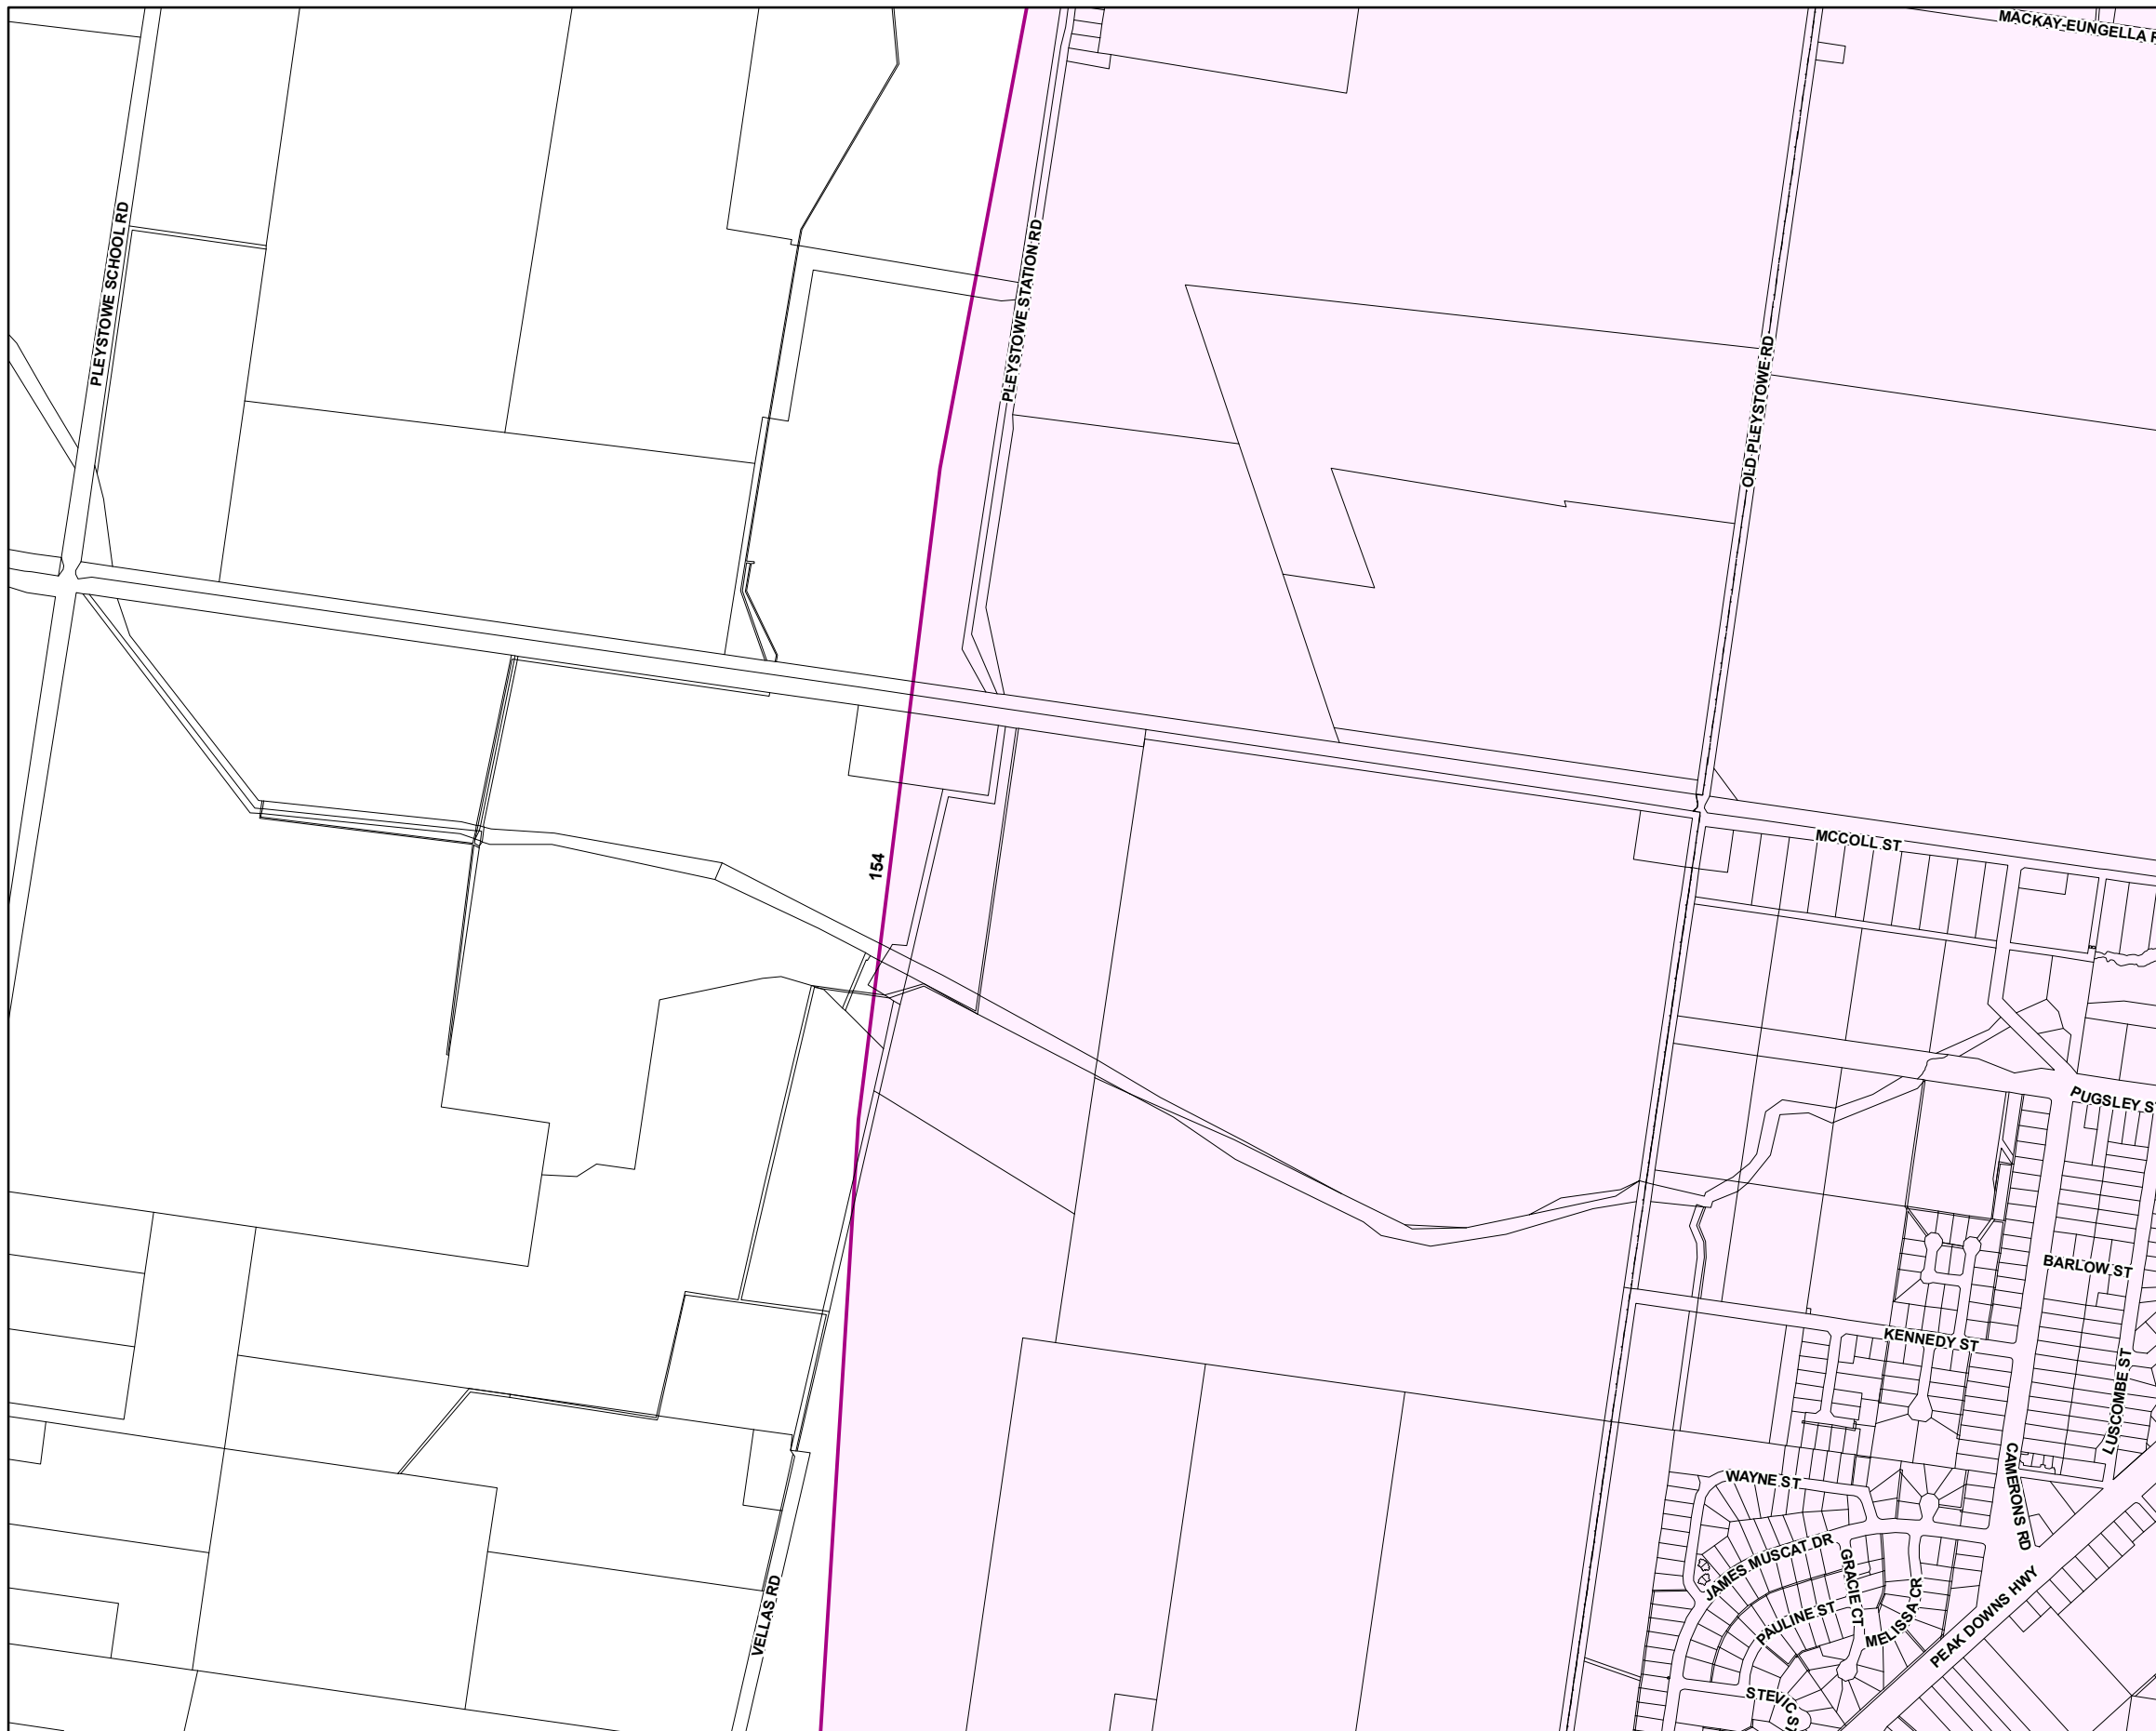 MACKAY-EUNGELLA R
PLEYSTOWE SCHOOL RD
PLEYSTOWE STATION RD
OLD PLEYSTOWE RD
MCCOLL ST
154
PUGSLEY ST
BARLOW ST
KENNEDY ST
LUSCOMBE ST
CAMERONS RD
WAYNE ST
JAMES MUSCAT DR
GRACIE CT
PAULINE ST
MELISSA CR
PEAK DOWNS HWY
VELLAS RD
STEVIC S